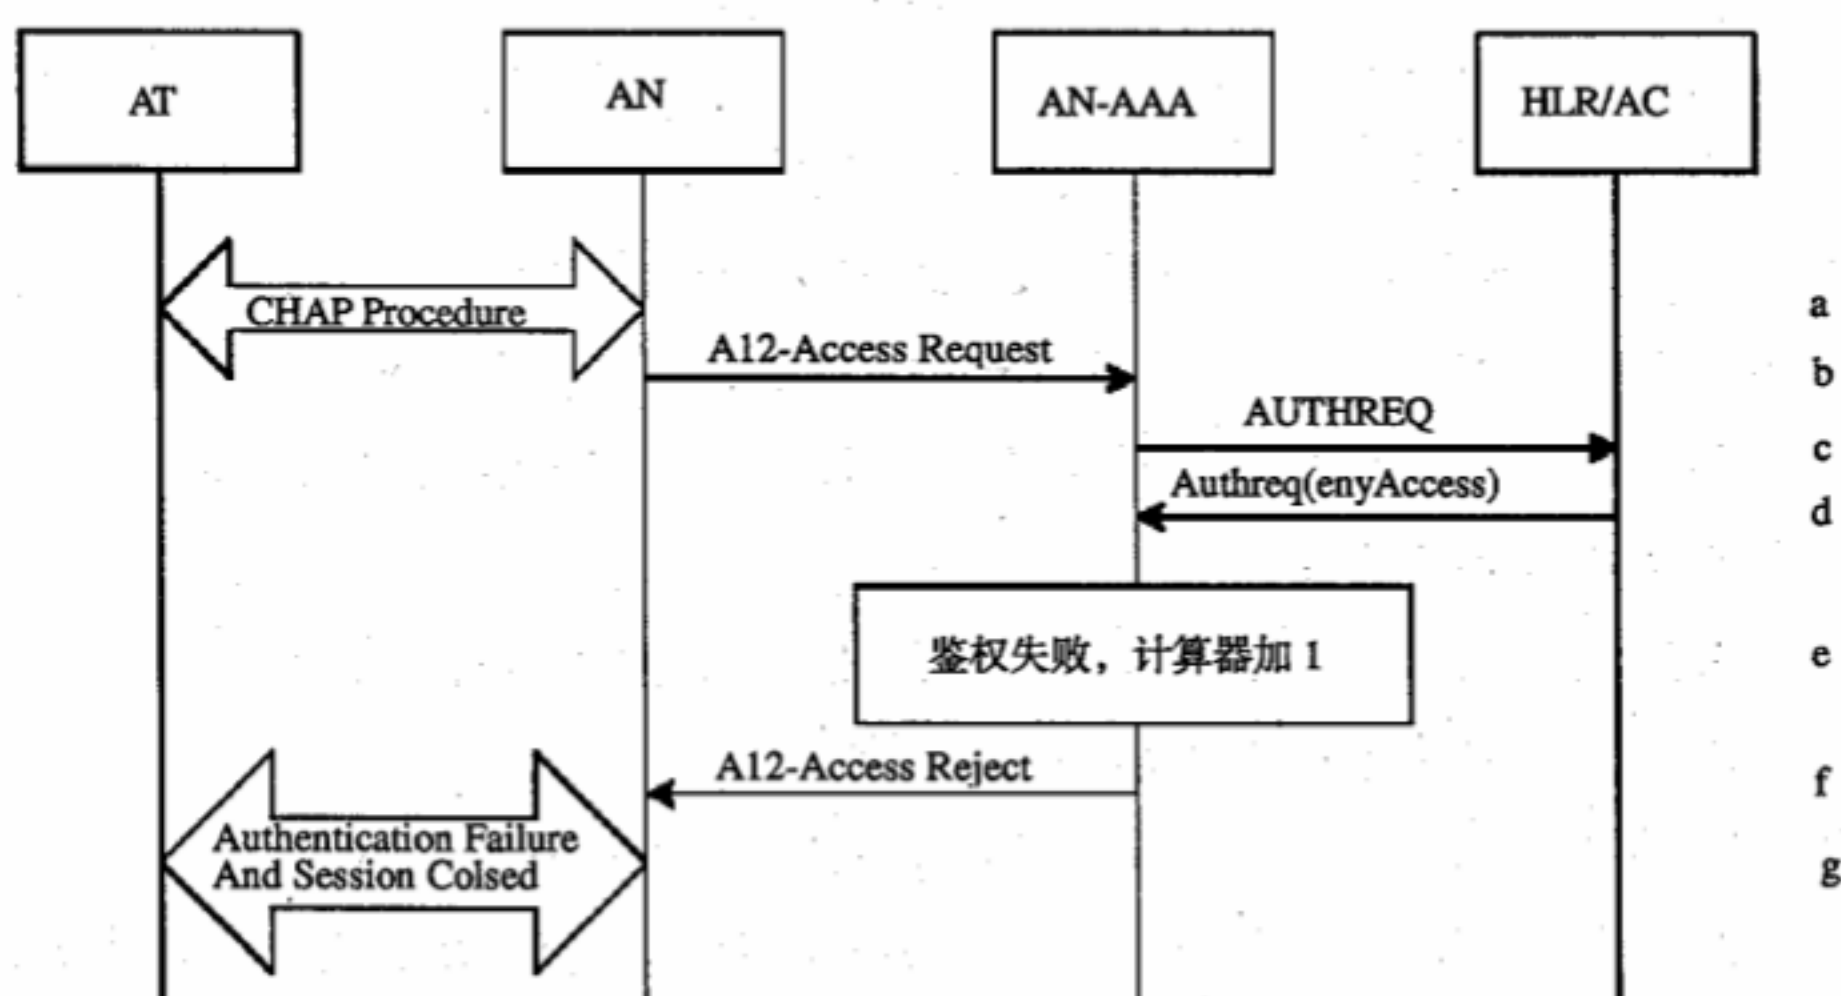 AT
AN
AN-AAA
HLR/AC
CHAP Procedure
a
A12-Access Request
b
AUTHREQ
c
Authreq(enyAccess)
d
鉴权失败，计算器加 1
e
A12-Access Reject
f
Authentication Failure
And Session Colsed
g